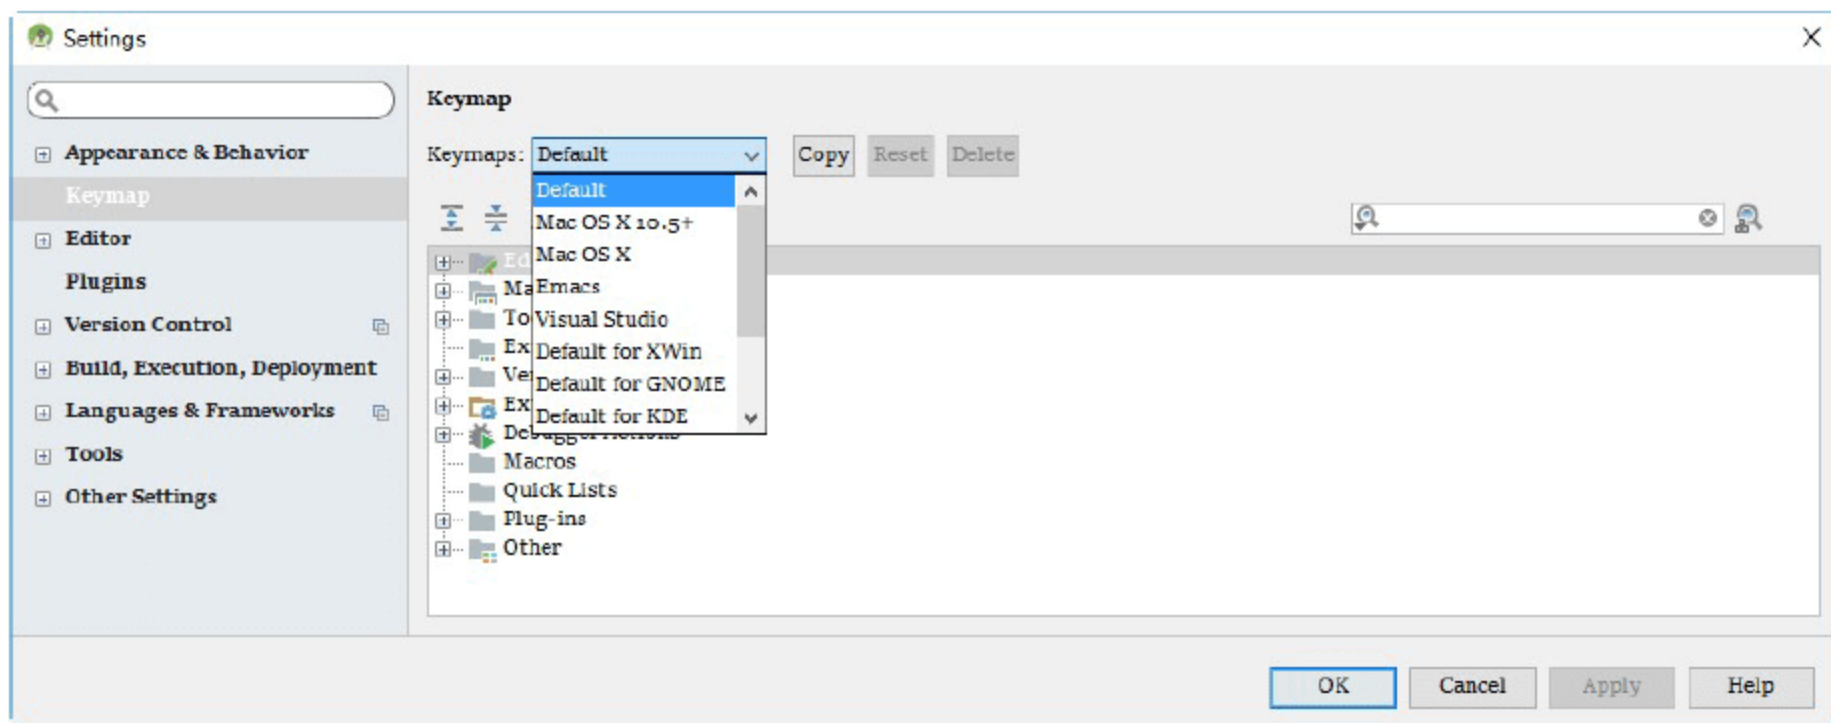 Settings
Keymap
Appearance & Behavior
Keymaps: Default
Copy
Reset
Delete
Keymap
Default
Editor
Mac OS X 10.5+
Mac OS X
Plugins
Emacs
Version Control
Visual Studio
Default for XWin
Build, Execution, Deployment
Default for GNOME
Languages & Frameworks
Default for KDE
Tools
Macros
Other Settings
Quick Lists
Plug-ins
Other
OK
Cancel
Apply
Help